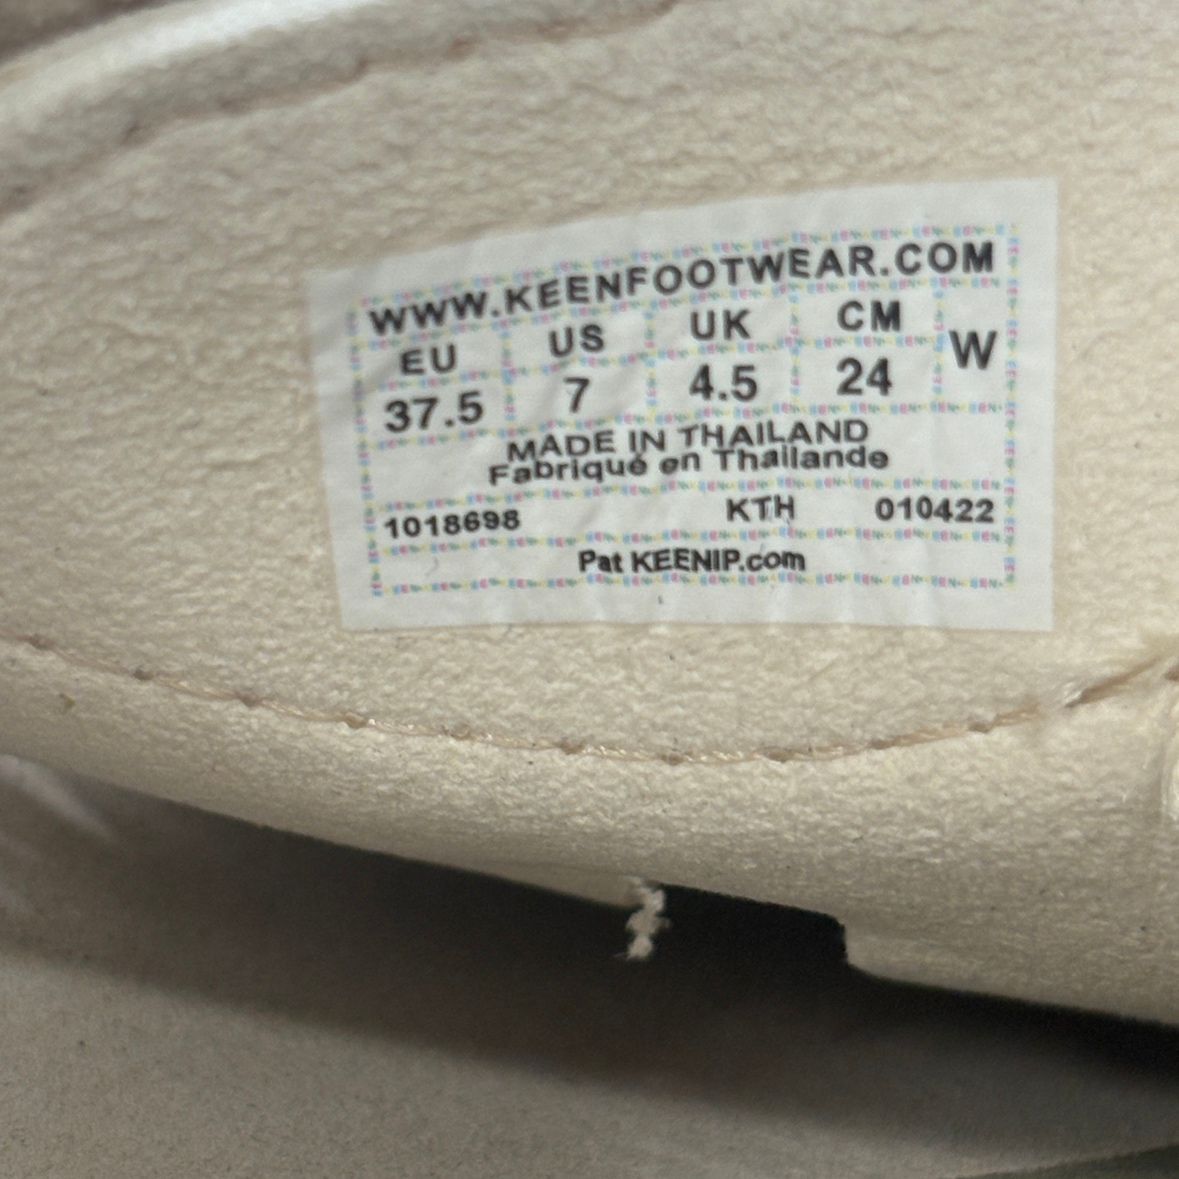 WWW.KEENFOOTWEAR.COM
EU US UK CM W
37.5 7 4.5 24
MADE IN THAILAND
Fabriqué en Thailande
1018698 KTH 010422
Pat KEENIP.com